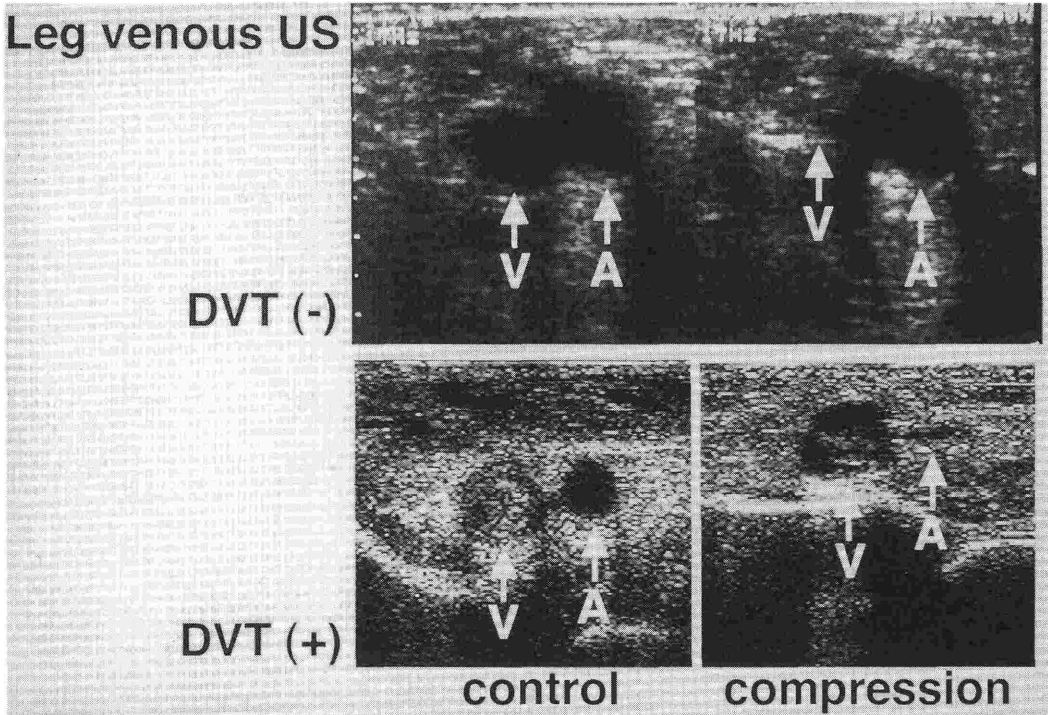 Leg venous US
V A V A
DVT (-)
V A V A
DVT (+)
control compression